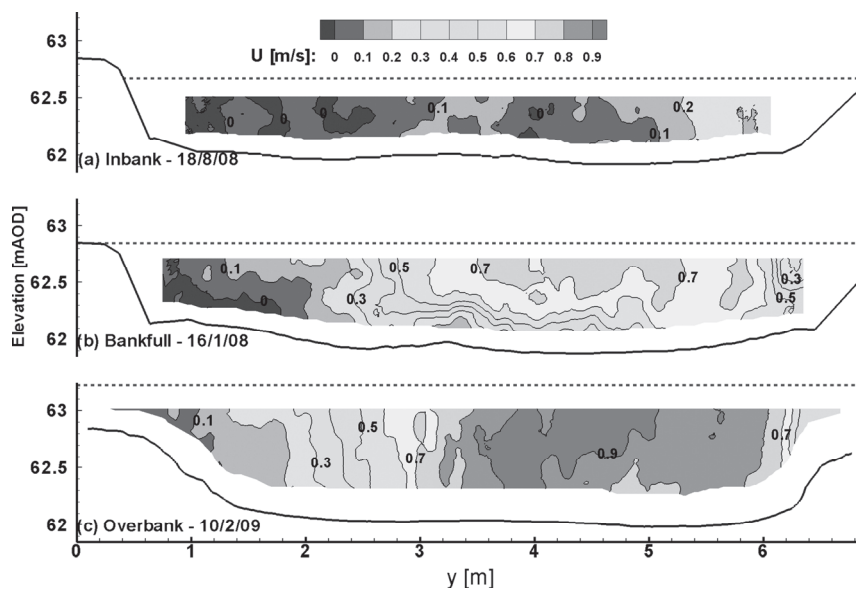 U [m/s]: 0 0.1 0.2 0.3 0.4 0.5 0.6 0.7 0.8 0.9
Elevation [mAOD]
63
62.5
62
0 0 0 0.1 0 0.1 0.2
(a) Inbank - 18/8/08
63
62.5
62
0.1 0 0.3 0.5 0.7 0.7 0.3 0.5
(b) Bankfull - 16/1/08
63
62.5
62
0.1 0.3 0.5 0.7 0.9 0.7
(c) Overbank - 10/2/09
0 1 2 3 4 5 6
y [m]